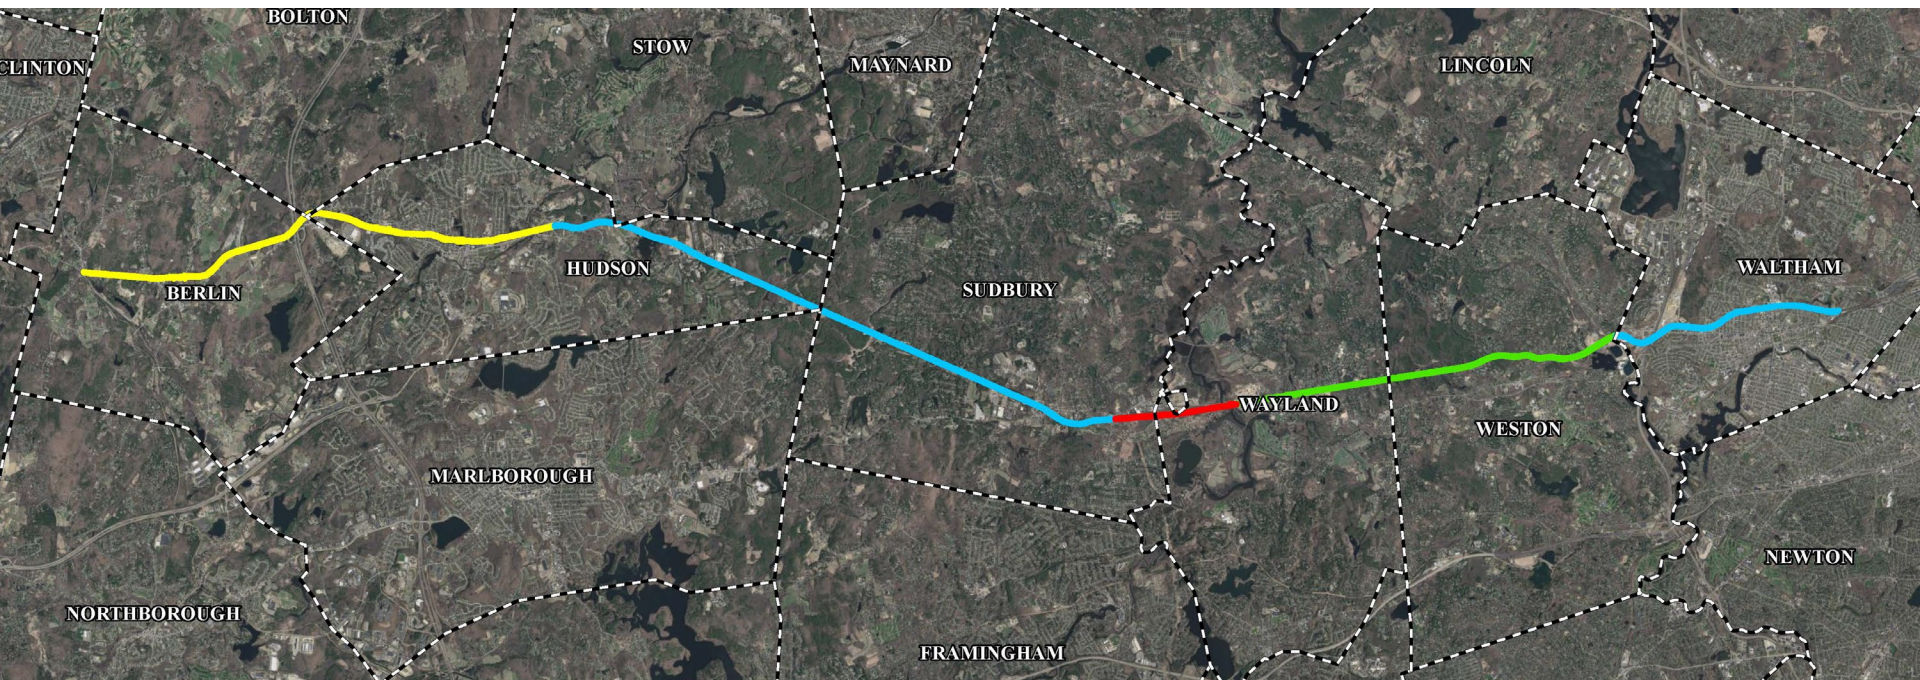 BOLTON
STOW
CLINTON
MAYNARD
LINCOLN
HUDSON
WALTHAM
BERLIN
SUDBURY
WAYLAND
WESTON
MARLBOROUGH
NEWTON
NORTHBOROUGH
FRAMINGHAM